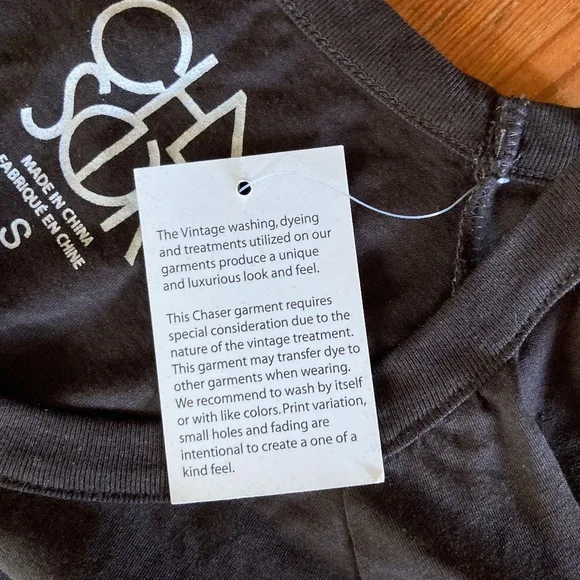 CHASER
MADE IN CHINA
FABRIQUÉ EN CHINE
S
The Vintage washing, dyeing
and treatments utilized on our
garments produce a unique
and luxurious look and feel.
This Chaser garment requires
special consideration due to the
nature of the vintage treatment.
This garment may transfer dye to
other garments when wearing.
We recommend to wash by itself
or with like colors. Print variation,
small holes and fading are
intentional to create a one of a
kind feel.